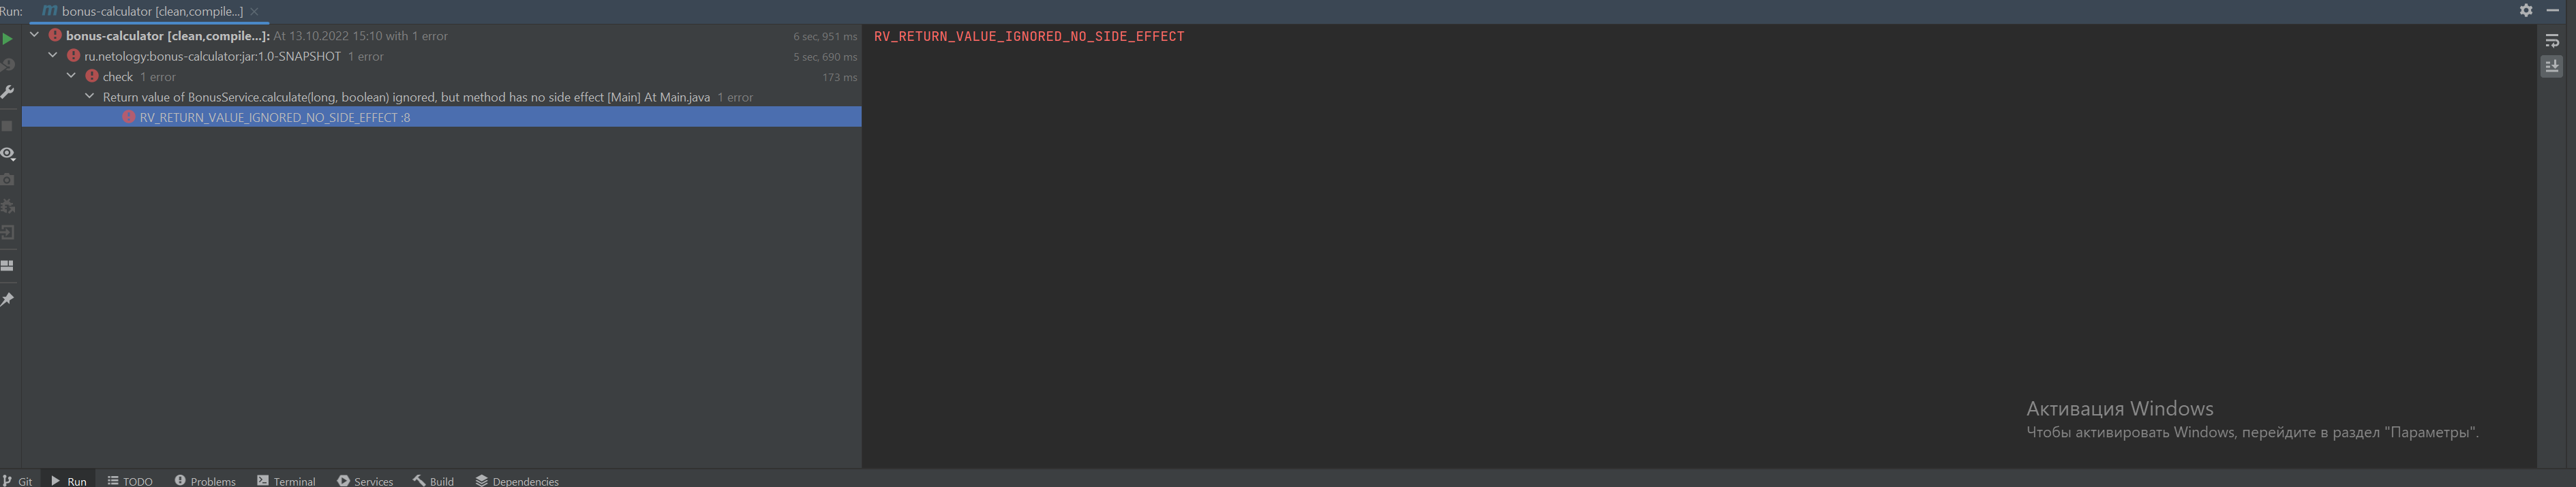 Run:
bonus-calculator [clean,compile...]
bonus-calculator [clean,compile...]: At 13.10.2022 15:10 with 1 error 6 sec, 951 ms
ru.netology:bonus-calculator:jar:1.0-SNAPSHOT 1 error 5 sec, 690 ms
check 1 error 173 ms
Return value of BonusService.calculate(long, boolean) ignored, but method has no side effect [Main] At Main.java 1 error
RV_RETURN_VALUE_IGNORED_NO_SIDE_EFFECT :8
RV_RETURN_VALUE_IGNORED_NO_SIDE_EFFECT
Активация Windows
Чтобы активировать Windows, перейдите в раздел "Параметры".
Git Run TODO Problems Terminal Services Build Dependencies